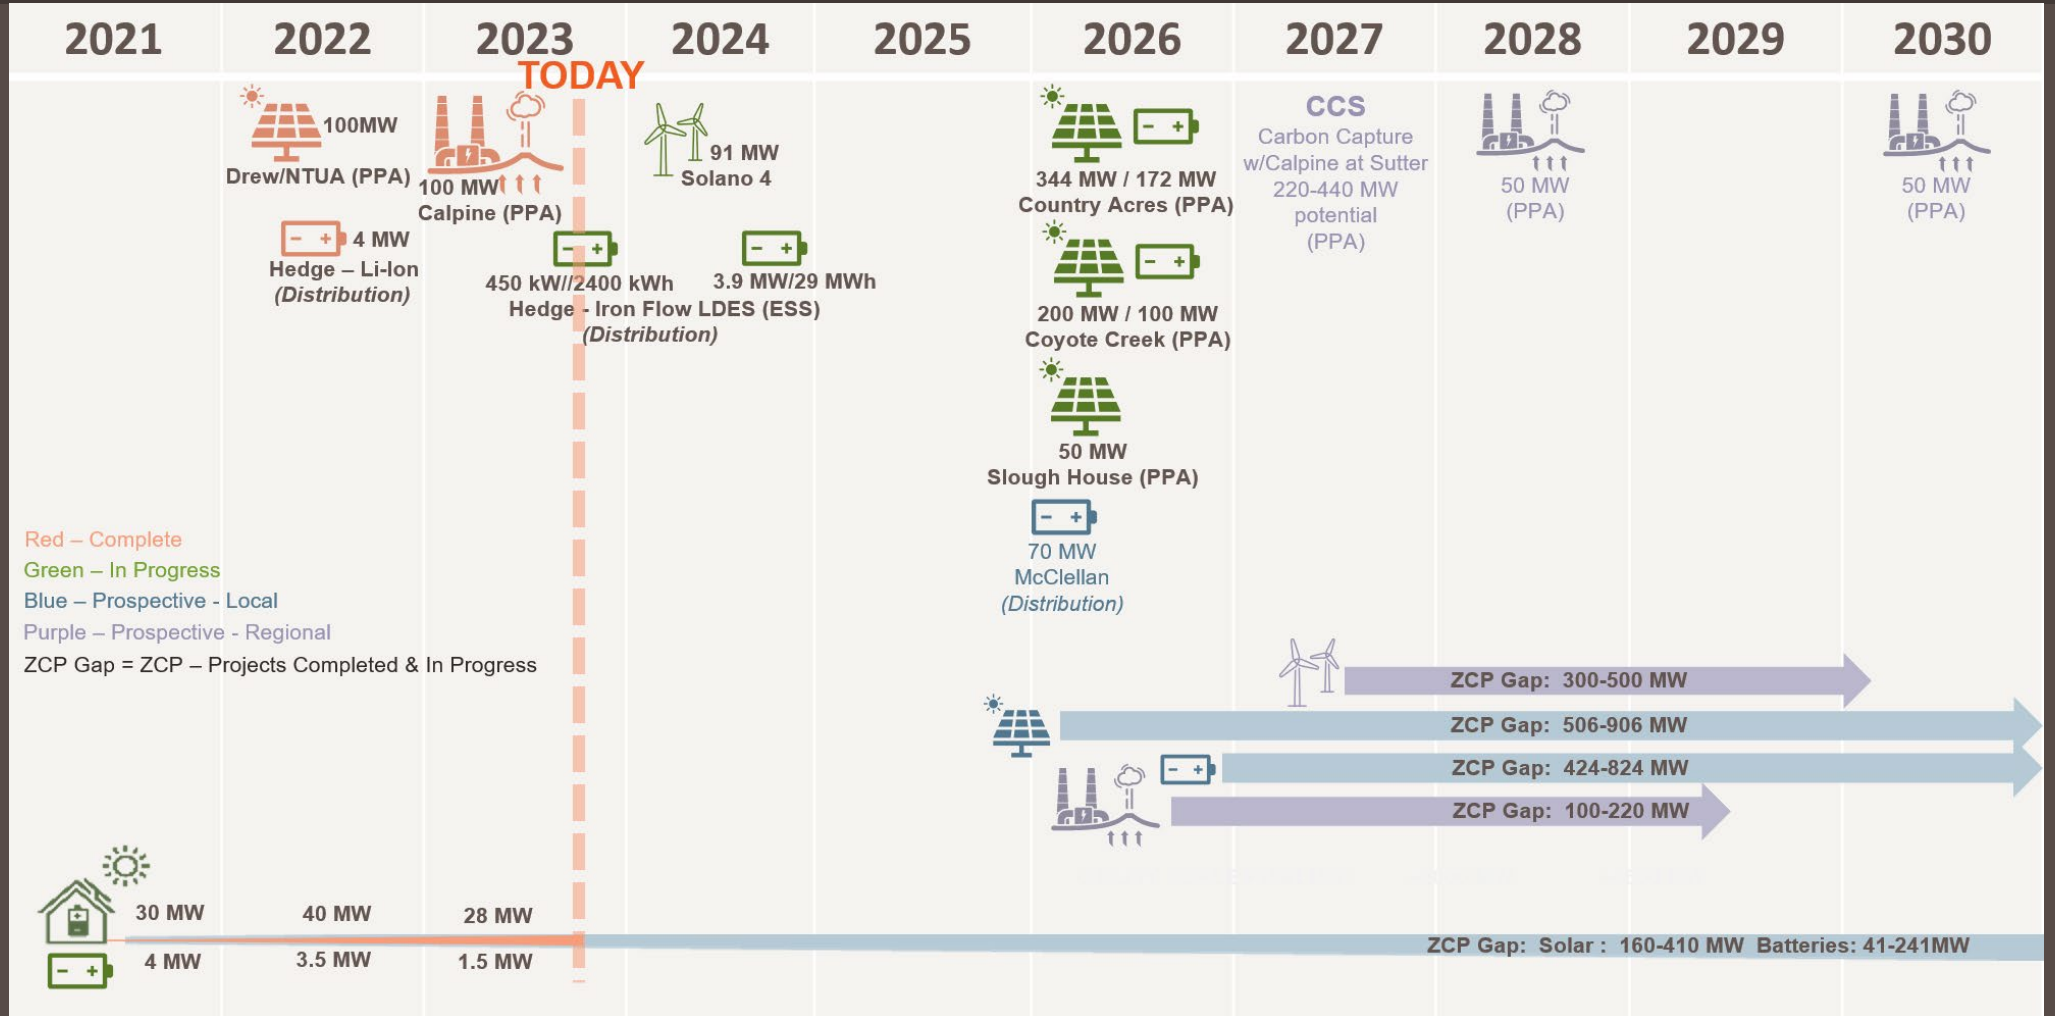 2021 2022 2023 2024 2025 2026 2027 2028 2029 2030
TODAY
100MW
Drew/NTUA (PPA)
4 MW
Hedge – Li-Ion
(Distribution)
100 MW
Calpine (PPA)
450 kW//2400 kWh
3.9 MW/29 MWh
Hedge - Iron Flow LDES (ESS)
(Distribution)
91 MW
Solano 4
344 MW / 172 MW
Country Acres (PPA)
200 MW / 100 MW
Coyote Creek (PPA)
50 MW
Slough House (PPA)
70 MW
McClellan
(Distribution)
CCS
Carbon Capture
w/Calpine at Sutter
220-440 MW
potential
(PPA)
50 MW
(PPA)
50 MW
(PPA)
Red – Complete
Green – In Progress
Blue – Prospective - Local
Purple – Prospective - Regional
ZCP Gap = ZCP – Projects Completed & In Progress
ZCP Gap: 300-500 MW
ZCP Gap: 506-906 MW
ZCP Gap: 424-824 MW
ZCP Gap: 100-220 MW
30 MW 40 MW 28 MW
ZCP Gap: Solar : 160-410 MW Batteries: 41-241MW
4 MW 3.5 MW 1.5 MW